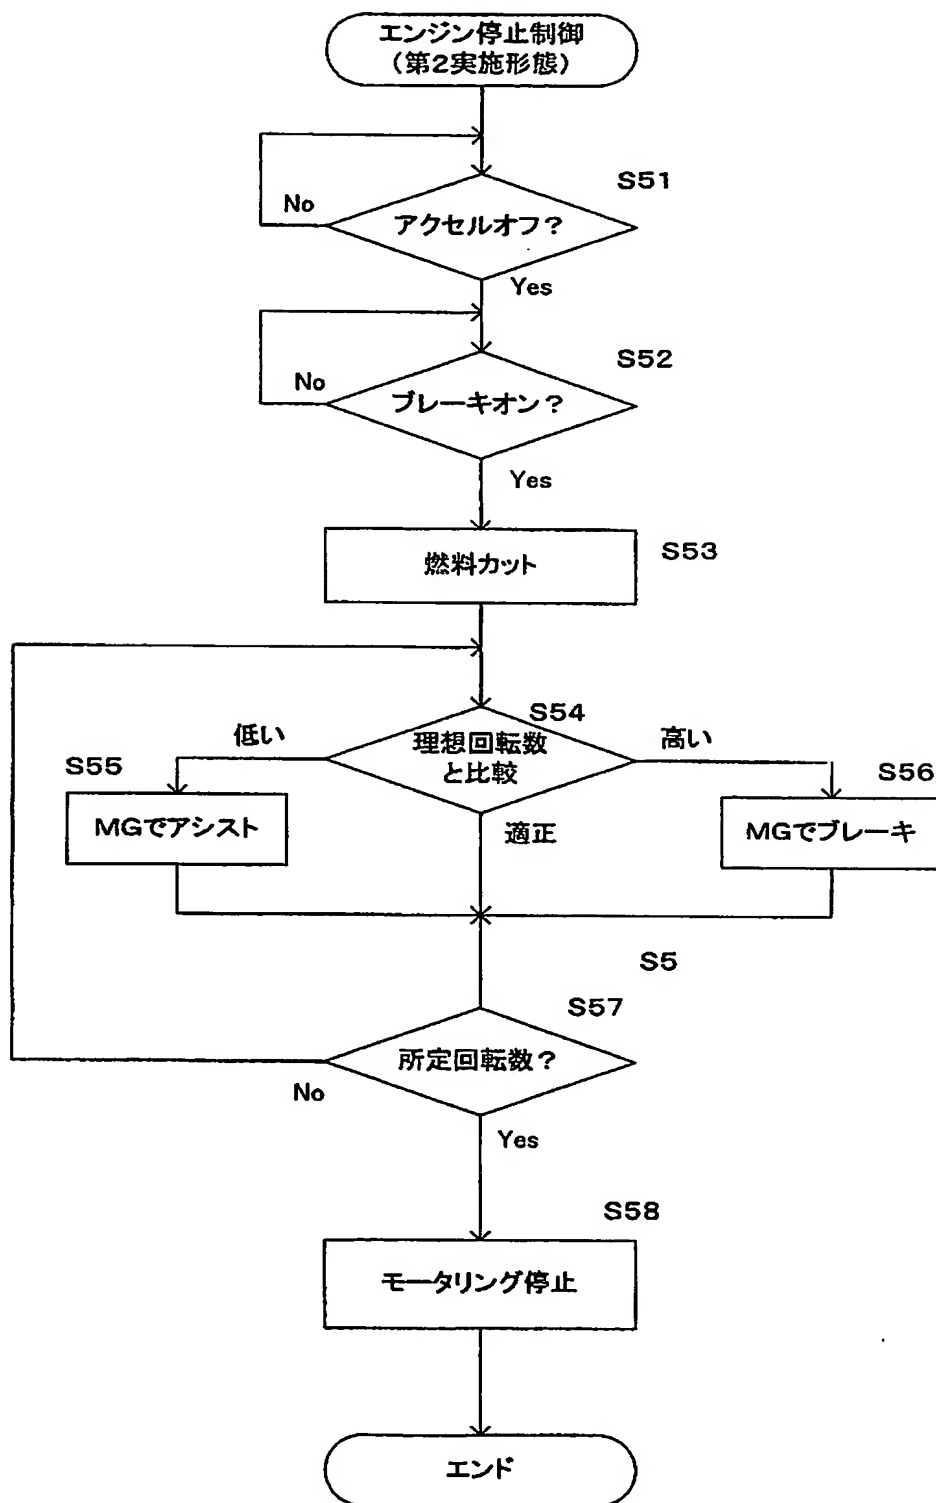 エンジン停止制御
（第2実施形態）
S51
No
アクセルオフ？
Yes
S52
No
ブレーキオン？
Yes
S53
燃料カット
S54
低い
理想回転数
と比較
高い
S55
S56
MGでアシスト
適正
MGでブレーキ
S5
S57
所定回転数？
No
Yes
S58
モータリング停止
エンド